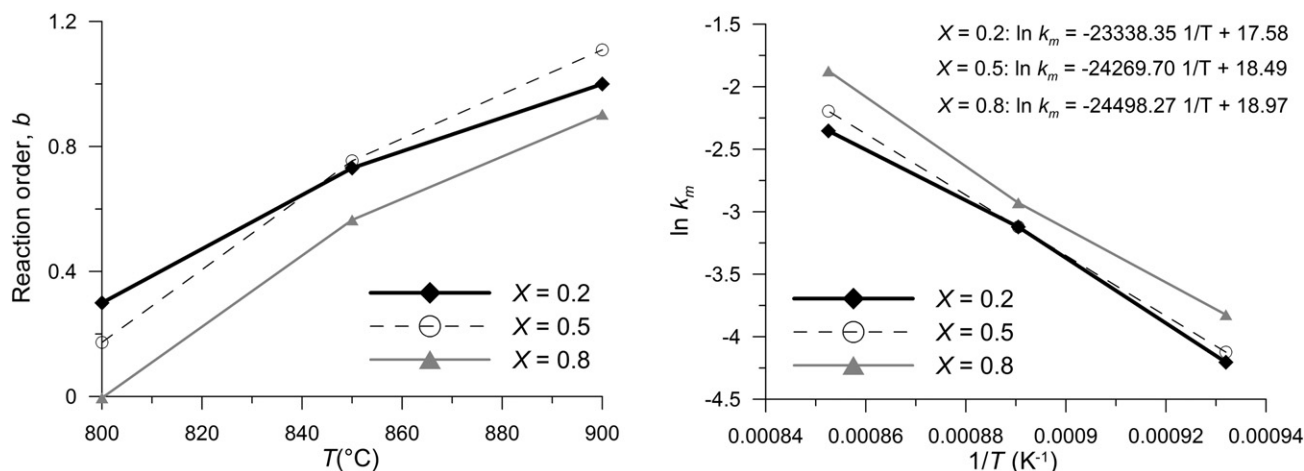 1.2
0.8
0.4
0
Reaction order, b
800
820
840
860
880
900
T(°C)
X = 0.2
X = 0.5
X = 0.8
-1.5
-2
-2.5
-3
-3.5
-4
-4.5
ln kₘ
X = 0.2: ln kₘ = -23338.35 1/T + 17.58
X = 0.5: ln kₘ = -24269.70 1/T + 18.49
X = 0.8: ln kₘ = -24498.27 1/T + 18.97
X = 0.2
X = 0.5
X = 0.8
0.00084
0.00086
0.00088
0.0009
0.00092
0.00094
1/T (K⁻¹)